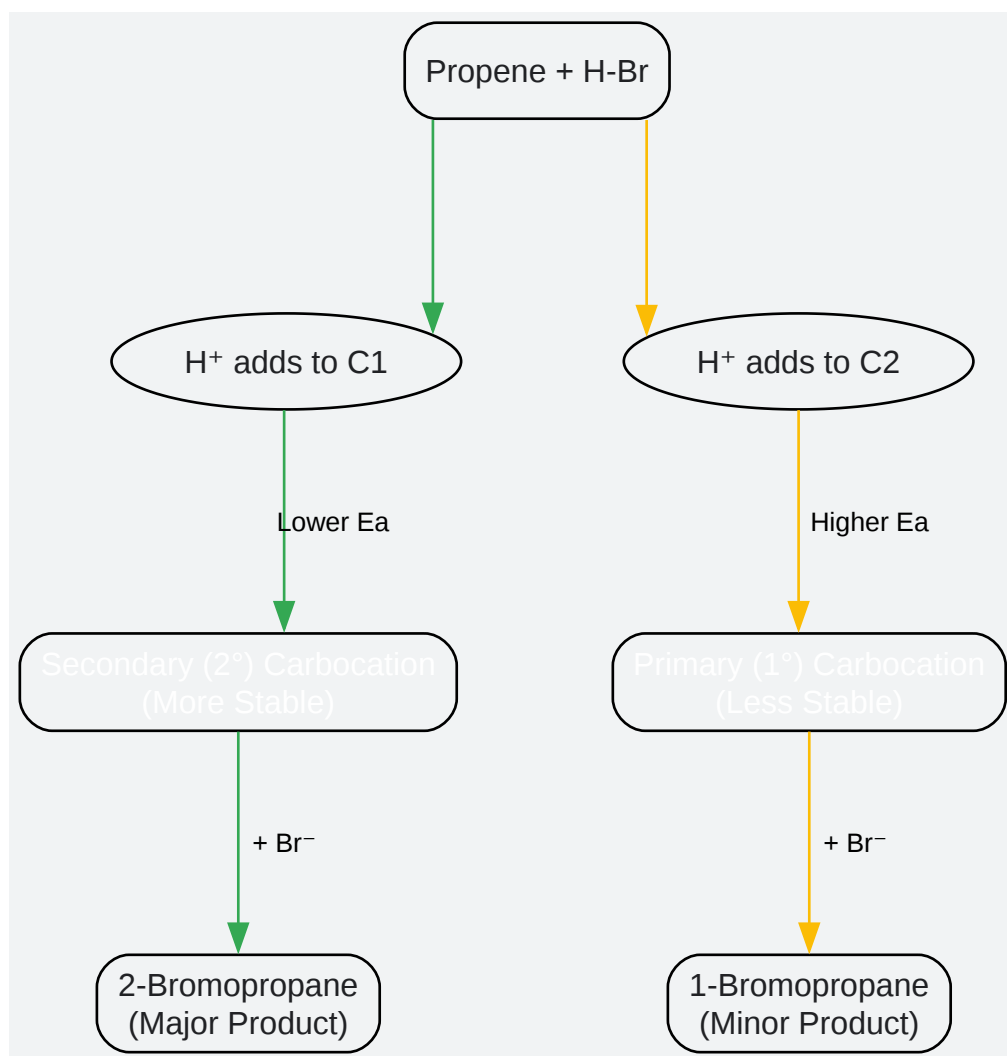 Propene + H-Br
H⁺ adds to C1
H⁺ adds to C2
Lower Ea
Higher Ea
Secondary (2°) Carbocation
(More Stable)
Primary (1°) Carbocation
(Less Stable)
+ Br⁻
+ Br⁻
2-Bromopropane
(Major Product)
1-Bromopropane
(Minor Product)